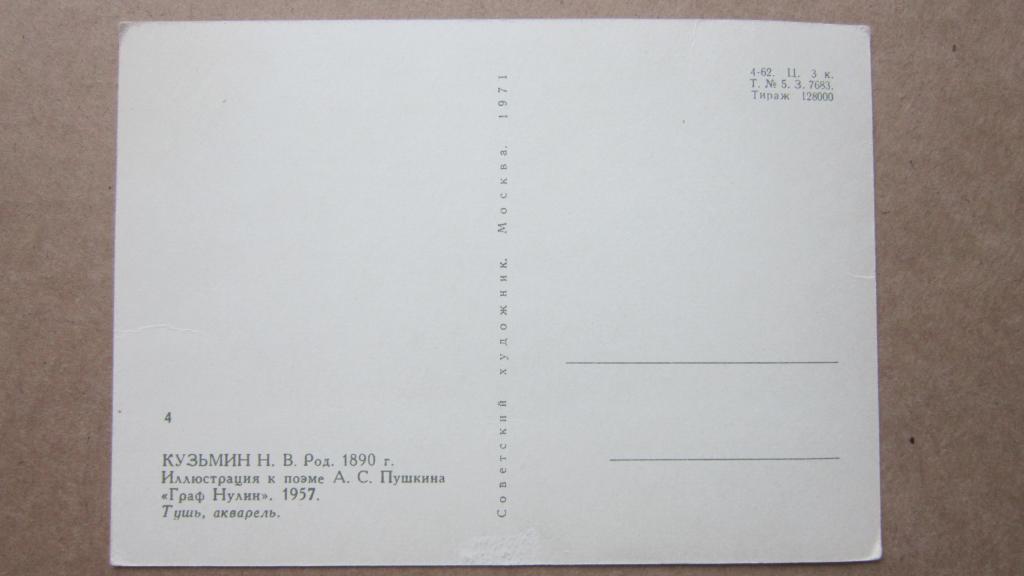 4
КУЗЬМИН Н. В. Род. 1890 г.
Иллюстрация к поэме А. С. Пушкина
«Граф Нулин». 1957.
Тушь, акварель.
Советский художник. Москва. 1971
4-62. Ц. 3 к.
Т. № 5. З. 7683.
Тираж 128000